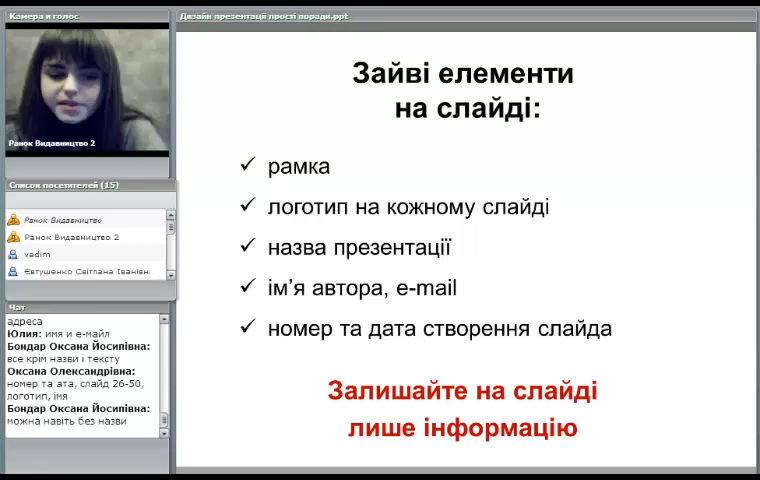 Камера и голос
Ранок Видавництво 2
Список посетителей (15)
Ранок Видавництво
Ранок Видавництво 2
vadim
Євтушенко Світлана Іванівна
Чат
адреса
Юлия: имя и е-майл
Бондар Оксана Йосипівна:
все крім назви і тексту
Оксана Олександрівна:
номер та ата, слайд 26-50,
логотип, імя
Бондар Оксана Йосипівна:
можна навіть без назви
Дизайн презентації прості поради.ppt
Зайві елементи
на слайді:
✓ рамка
✓ логотип на кожному слайді
✓ назва презентації
✓ ім’я автора, e-mail
✓ номер та дата створення слайда
Залишайте на слайді
лише інформацію